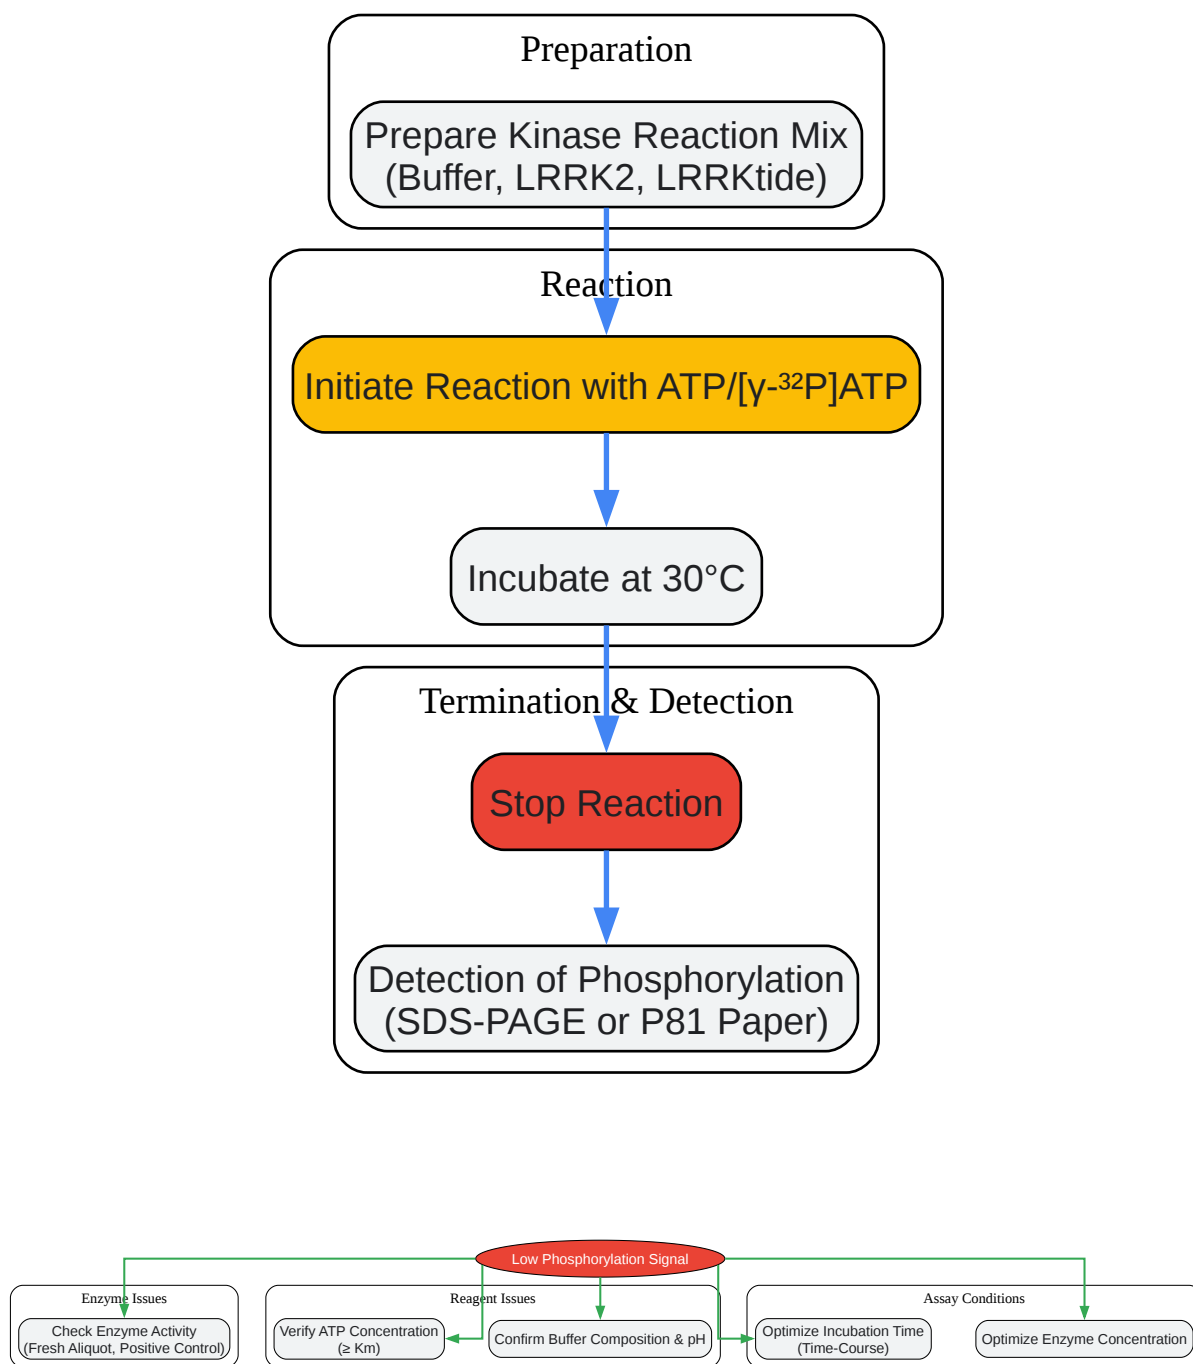 Preparation
Prepare Kinase Reaction Mix
(Buffer, LRRK2, LRRKtide)
Reaction
Initiate Reaction with ATP/[γ-³²P]ATP
Incubate at 30°C
Termination & Detection
Stop Reaction
Detection of Phosphorylation
(SDS-PAGE or P81 Paper)
Low Phosphorylation Signal
Enzyme Issues
Check Enzyme Activity
(Fresh Aliquot, Positive Control)
Reagent Issues
Verify ATP Concentration
(≥ Km)
Confirm Buffer Composition & pH
Assay Conditions
Optimize Incubation Time
(Time-Course)
Optimize Enzyme Concentration